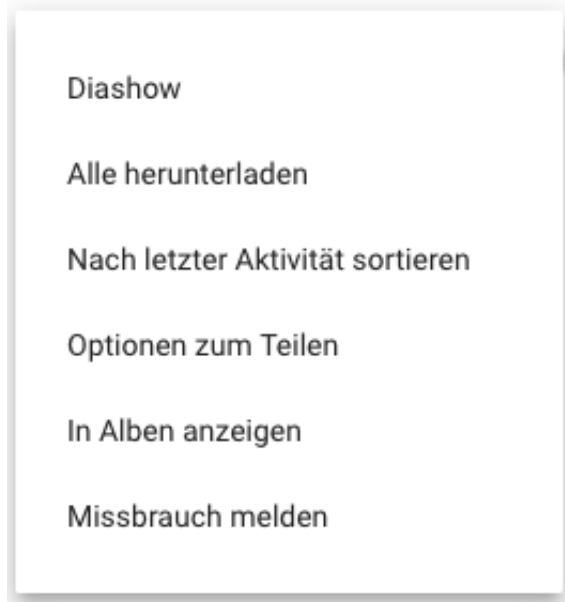 Diashow
Alle herunterladen
Nach letzter Aktivität sortieren
Optionen zum Teilen
In Alben anzeigen
Missbrauch melden